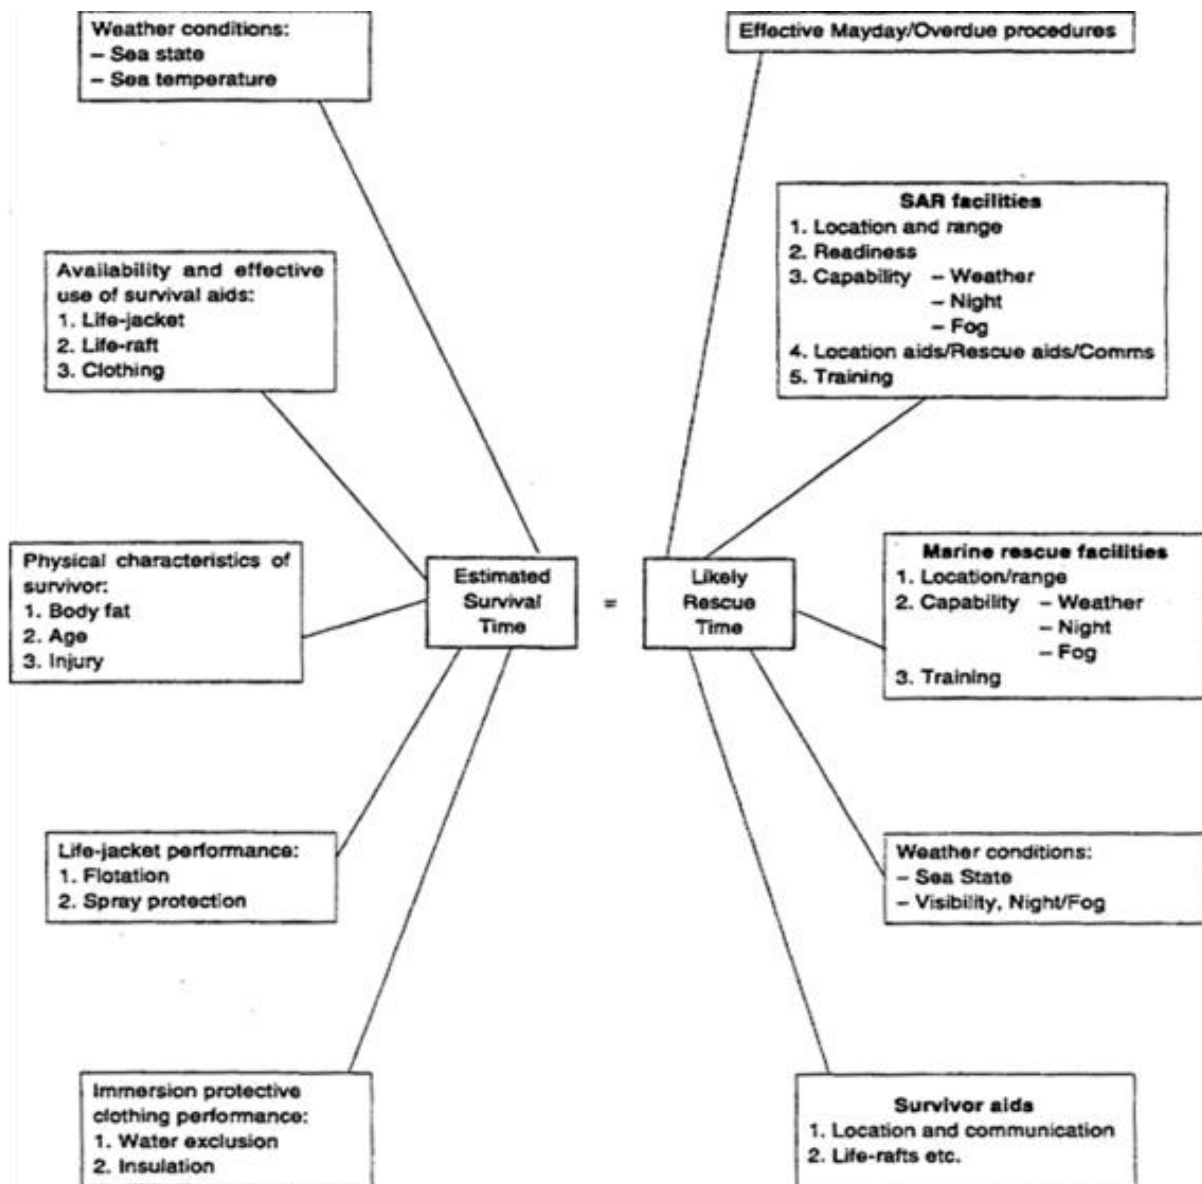 Weather conditions:
– Sea state
– Sea temperature
Availability and effective
use of survival aids:
1. Life-jacket
2. Life-raft
3. Clothing
Physical characteristics of
survivor:
1. Body fat
2. Age
3. Injury
Life-jacket performance:
1. Flotation
2. Spray protection
Immersion protective
clothing performance:
1. Water exclusion
2. Insulation
Estimated
Survival
Time
=
Likely
Rescue
Time
Effective Mayday/Overdue procedures
SAR facilities
1. Location and range
2. Readiness
3. Capability – Weather
– Night
– Fog
4. Location aids/Rescue aids/Comms
5. Training
Marine rescue facilities
1. Location/range
2. Capability – Weather
– Night
– Fog
3. Training
Weather conditions:
– Sea State
– Visibility, Night/Fog
Survivor aids
1. Location and communication
2. Life-rafts etc.